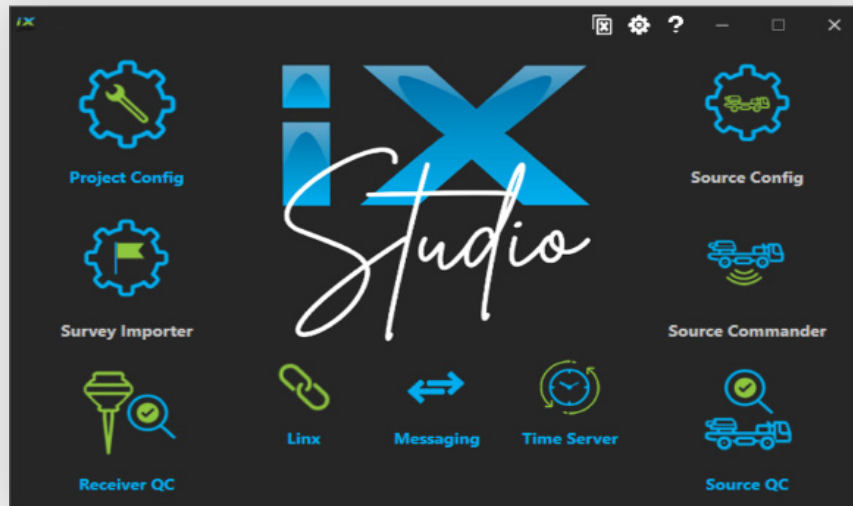 iX
?
iX
Studio
Project Config
Source Config
Survey Importer
Source Commander
Linx
Messaging
Time Server
Receiver QC
Source QC